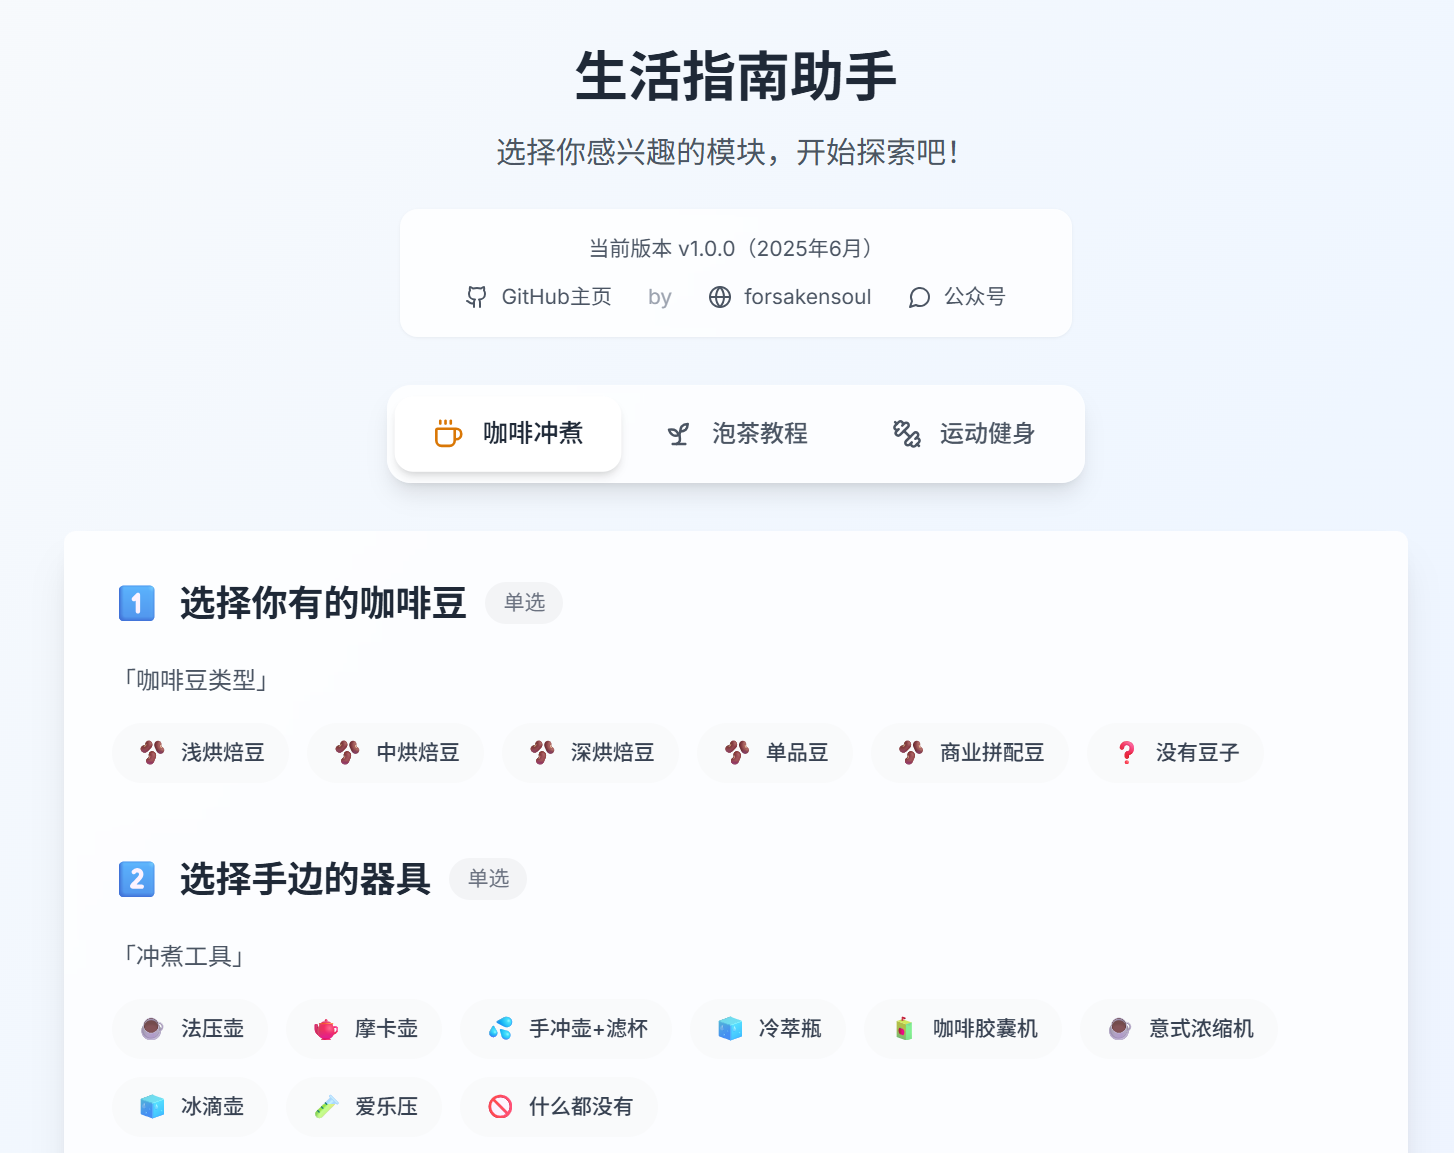 生活指南助手
选择你感兴趣的模块，开始探索吧！
当前版本 v1.0.0（2025年6月）
GitHub主页 by forsakensoul 公众号
咖啡冲煮 泡茶教程 运动健身
1 选择你有的咖啡豆 单选
「咖啡豆类型」
浅烘焙豆 中烘焙豆 深烘焙豆 单品豆 商业拼配豆 ❓ 没有豆子
2 选择手边的器具 单选
「冲煮工具」
法压壶 摩卡壶 手冲壶+滤杯 冷萃瓶 咖啡胶囊机 意式浓缩机
冰滴壶 爱乐压 什么都没有